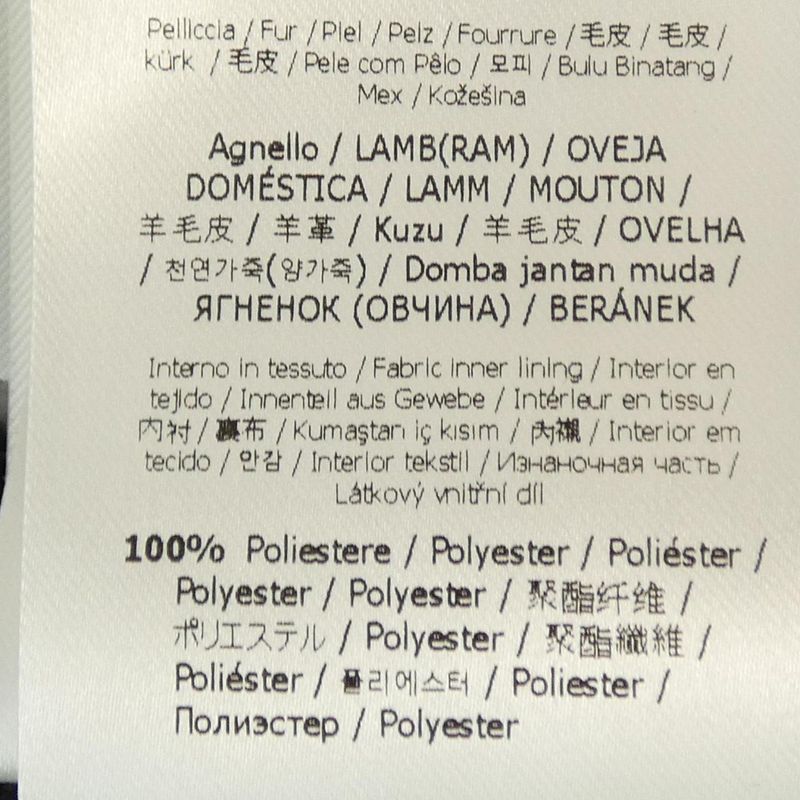 Pelliccia / Fur / Piel / Pelz / Fourrure / 毛皮 / 毛皮 /
kürk / 毛皮 / Pele com Pêlo / 모피 / Bulu Binatang /
Mex / Kožešina
Agnello / LAMB(RAM) / OVEJA
DOMÉSTICA / LAMM / MOUTON /
羊毛皮 / 羊革 / Kuzu / 羊毛皮 / OVELHA
/ 천연가죽(양가죽) / Domba jantan muda /
ЯГНЕНОК (ОВЧИНА) / BERÁNEK
Interno in tessuto / Fabric inner lining / Interior en
tejido / Innenteil aus Gewebe / Intérieur en tissu /
内衬 / 裏布 / Kumaştan iç kısım / 內襯 / Interior em
tecido / 안감 / Interior tekstil / Изнаночная часть /
Látkový vnitřní díl
100% Poliestere / Polyester / Poliéster /
Polyester / Polyester / 聚酯纤维 /
ポリエステル / Polyester / 聚酯纖維 /
Poliéster / 폴리에스터 / Poliester /
Полиэстер / Polyester